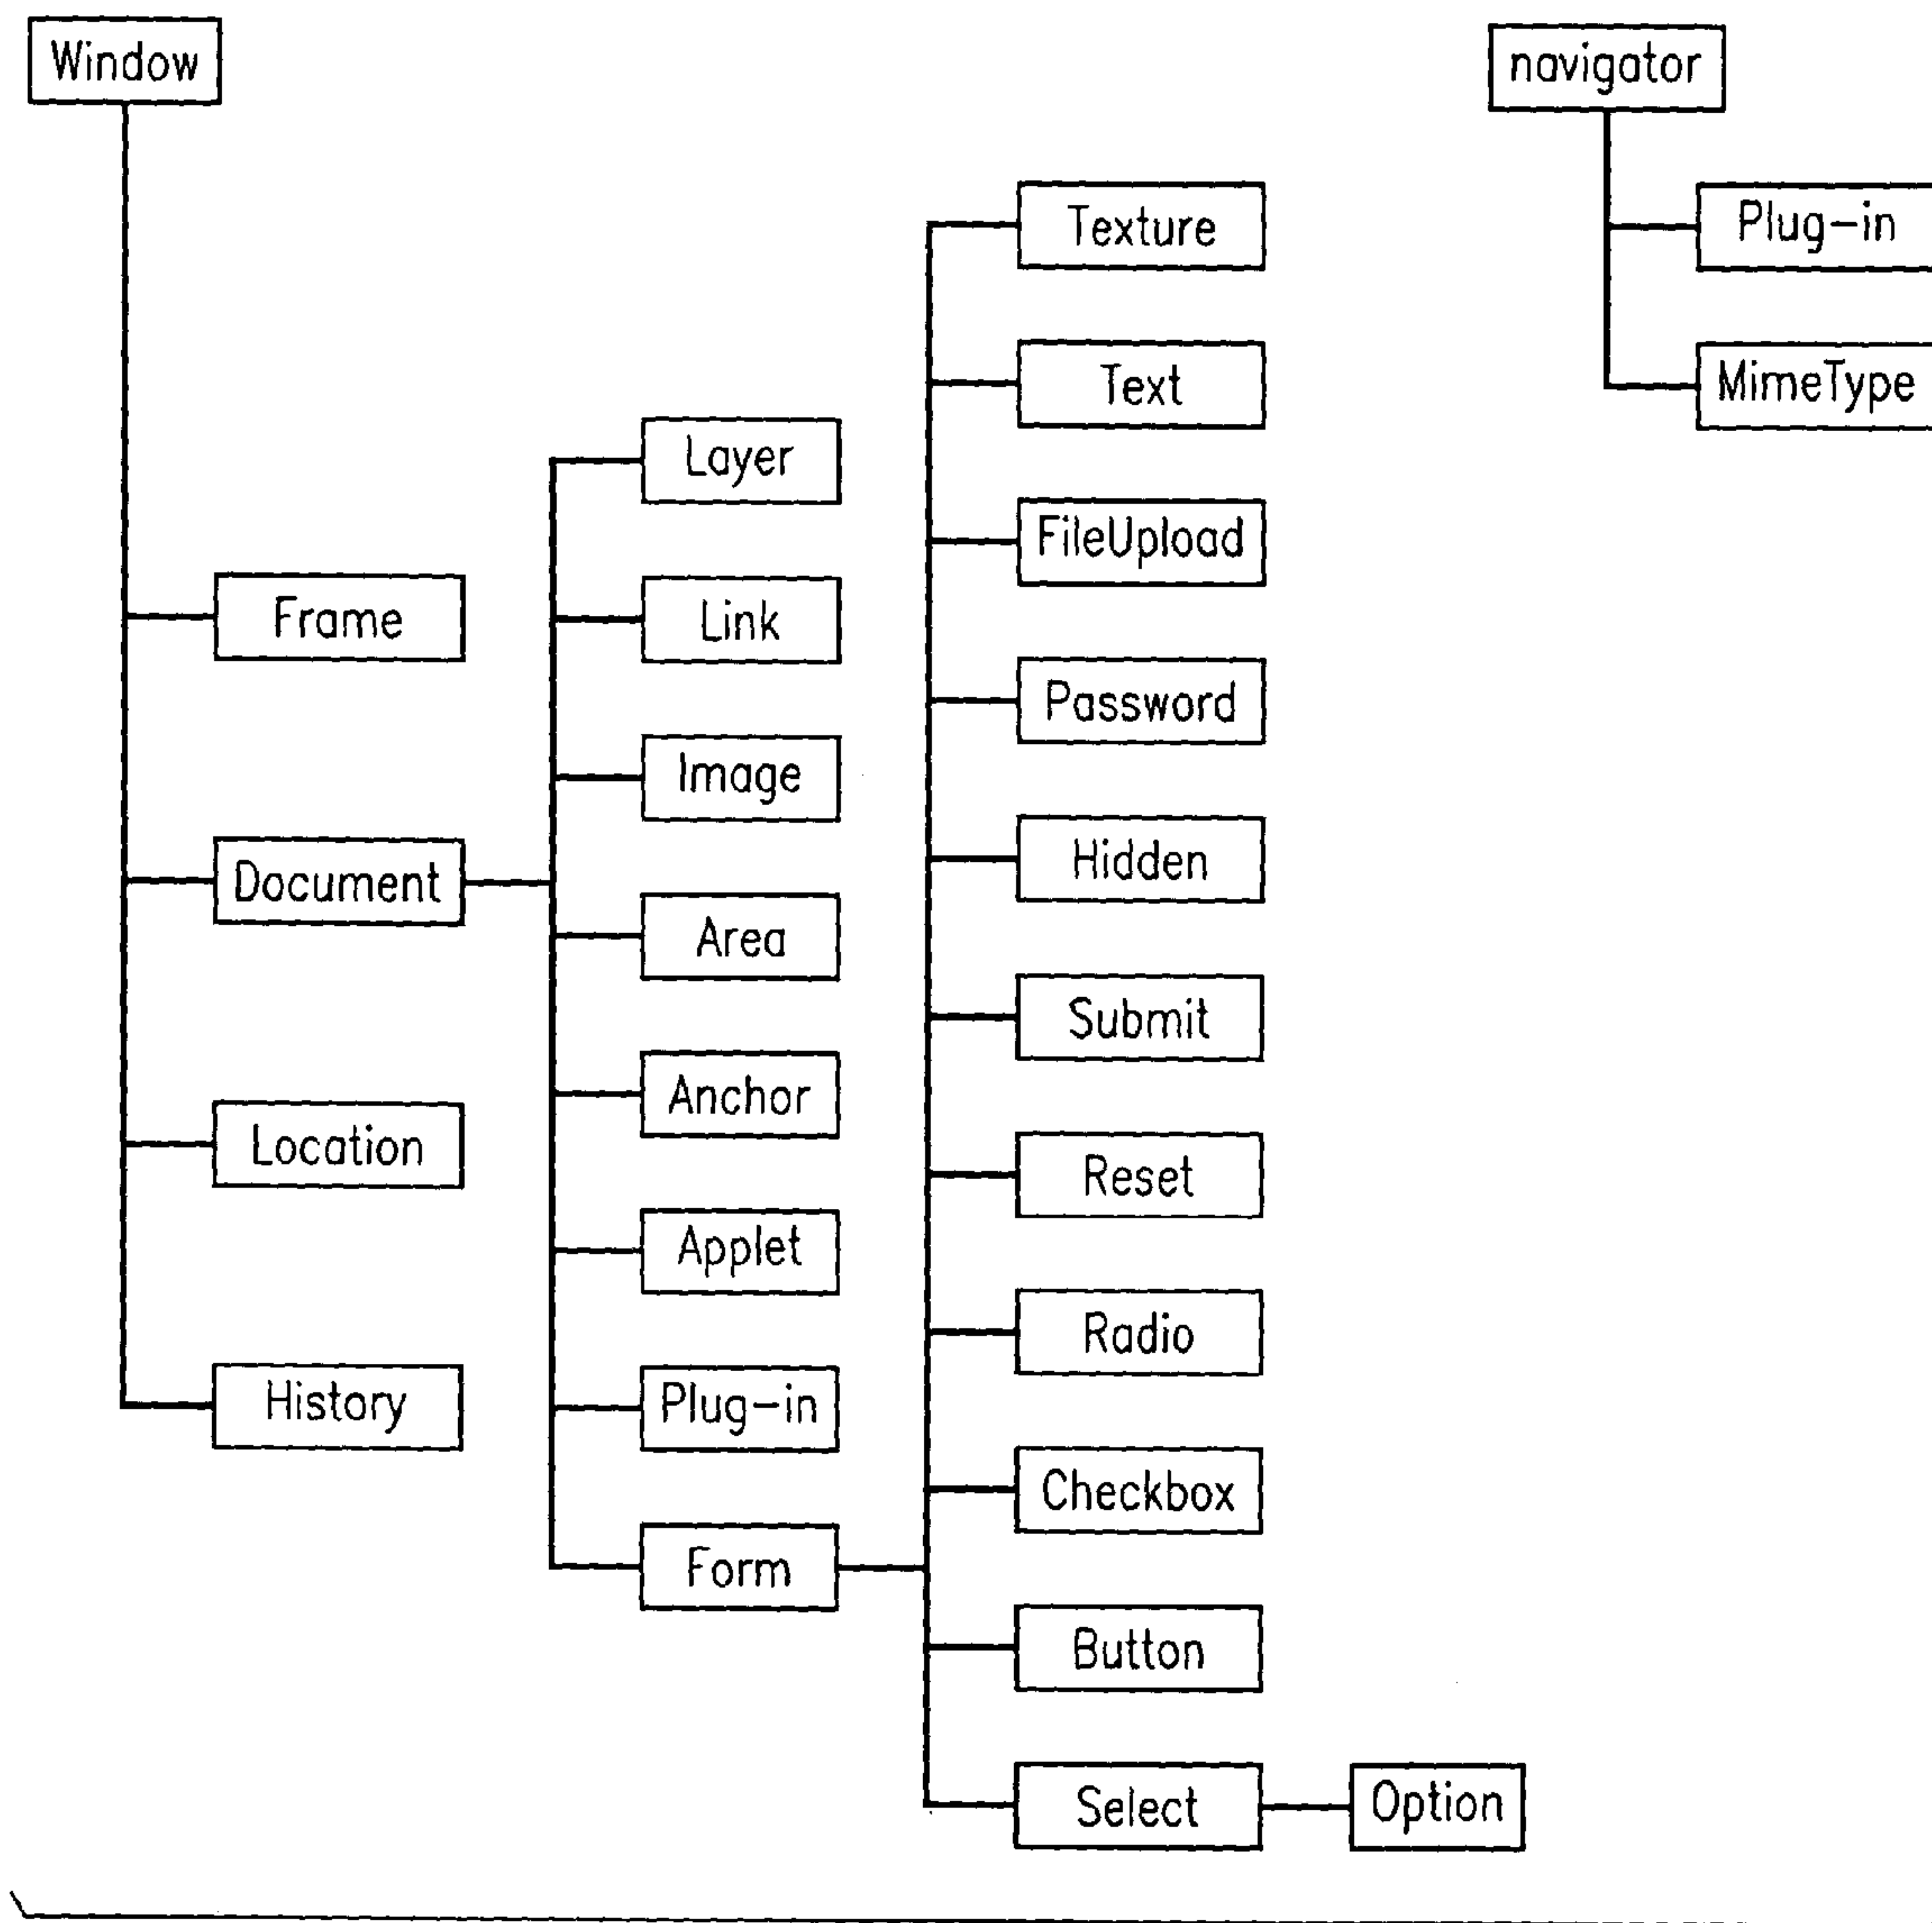 Window
Frame
Document
Location
History
Layer
Link
Image
Area
Anchor
Applet
Plug-in
Form
Texture
Text
FileUpload
Password
Hidden
Submit
Reset
Radio
Checkbox
Button
Select
Option
navigator
Plug-in
MimeType